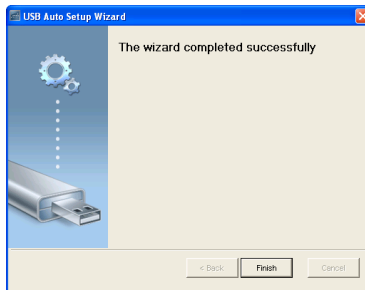 USB Auto Setup Wizard
The wizard completed successfully
< Back
Finish
Cancel